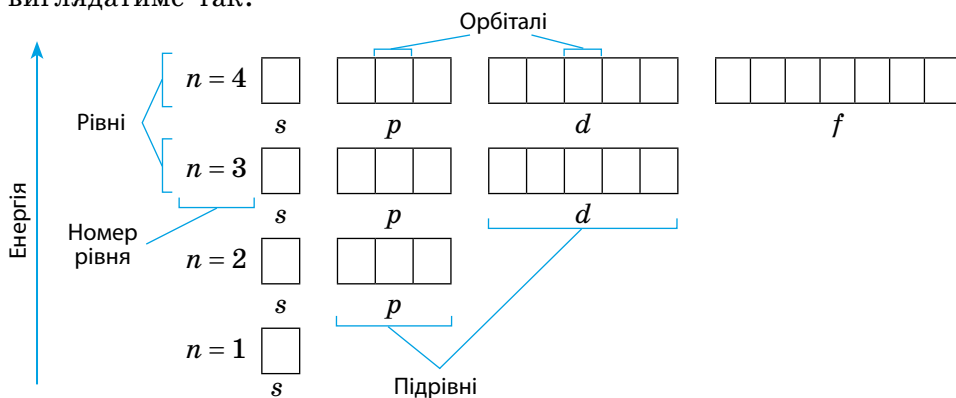 виглядатиме так:
Орбіталі
n = 4
s
p
d
f
Рівні
n = 3
s
p
d
Енергія
Номер
рівня
n = 2
s
p
n = 1
s
Підрівні